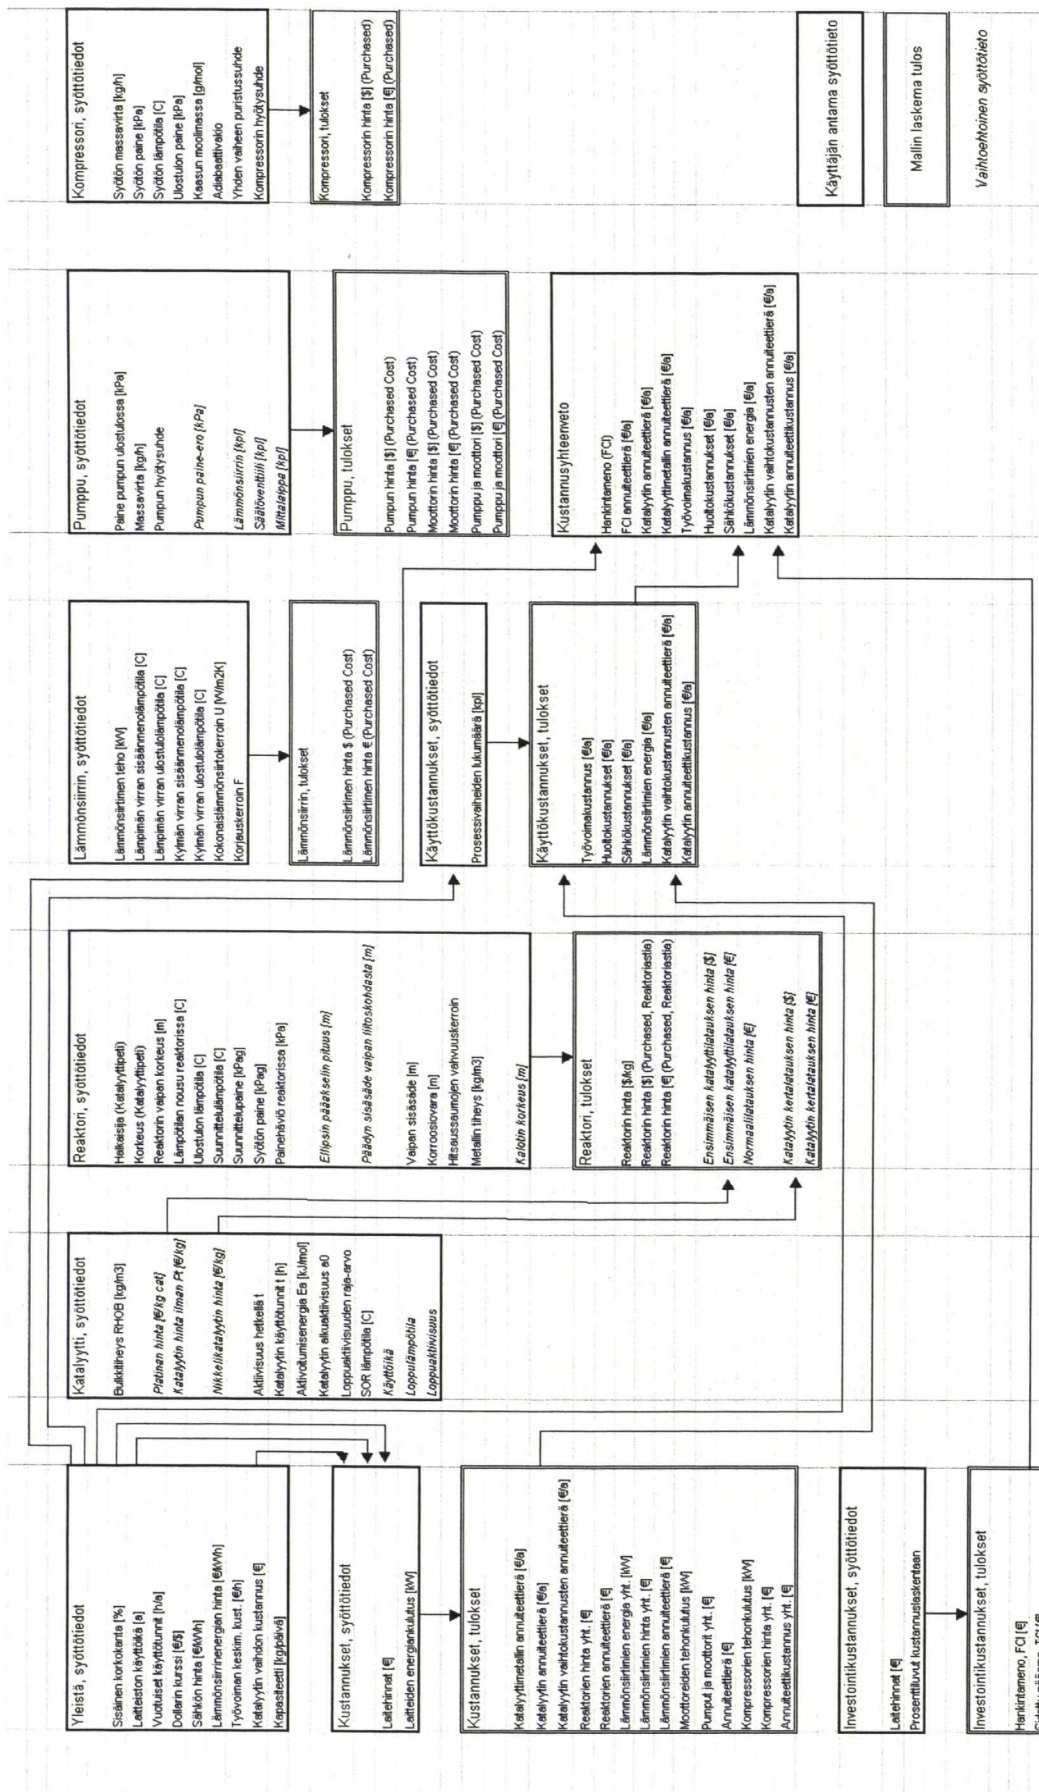 Yleistä, syöttötiedot
Sisäinen korkokanta [%]
Laitteiston käyttöikä [a]
Vuotuiset käyttötunnit [h/a]
Dollarin kurssi [€/$]
Sähkön hinta [€/kWh]
Lämmönsiirrinenergian hinta [€/kWh]
Työvoiman keskim. kust. [€/h]
Katalyytin vaihdon kustannus [€]
Kapasiteetti [kg/päivä]
Kustannukset, syöttötiedot
Laitehinnat [€]
Laitteiden energiankulutus [kW]
Kustannukset, tulokset
Katalyyttimetallin annuiteettierä [€/a]
Katalyytin annuiteettierä [€/a]
Katalyytin vaihtokustannusten annuiteettierä [€/a]
Reaktorien hinta yht. [€]
Reaktorien annuiteettierä [€]
Lämmönsiirtimien energia yht. [kW]
Lämmönsiirtimien hinta yht. [€]
Lämmönsiirtimien annuiteettierä [€]
Moottoreiden tehonkulutus [kW]
Pumput ja moottorit yht. [€]
Annuiteettierä [€]
Kompressorien tehonkulutus [kW]
Kompressorien hinta yht. [€]
Annuiteettikustannus yht. [€]
Investointikustannukset, syöttötiedot
Laitehinnat [€]
Prosenttiluvut kustannuslaskentaan
Investointikustannukset, tulokset
Hankintameno, FCI [€]
Katalyytti, syöttötiedot
Bulkkitiheys RHOB [kg/m3]
Platinan hinta [€/kg cat]
Katalyytin hinta ilman Pt [€/kg]
Nikkelikatalyytin hinta [€/kg]
Aktiivisuus hetkellä t
Katalyytin käyttötunnit t [h]
Aktivoitumisenergia Ea [kJ/mol]
Katalyytin alkuaktiivisuus a0
Loppuaktiivisuuden raja-arvo
SOR lämpötila [C]
Käyttöikä
Loppulämpötila
Loppuaktiivisuus
Reaktori, syöttötiedot
Halkaisija (Katalyyttipeti)
Korkeus (Katalyyttipeti)
Reaktorin vaipan korkeus [m]
Lämpötilan nousu reaktorissa [C]
Ulostulon lämpötila [C]
Suunnittelulämpötila [C]
Suunnittelupaine [kPag]
Syötön paine [kPag]
Painehäviö reaktorissa [kPa]
Ellipsin pääakselin pituus [m]
Päädyn sisäsäde vaipan liitoskohdasta [m]
Vaipan sisäsäde [m]
Korroosiovara [m]
Hitsaussaumojen vahvuuskerroin
Metallin tiheys [kg/m3]
Kalotin korkeus [m]
Reaktori, tulokset
Reaktorin hinta [$/kg]
Reaktorin hinta [$] (Purchased, Reaktoriastia)
Reaktorin hinta [€] (Purchased, Reaktoriastia)
Ensimmäisen katalyyttilatauksen hinta [$]
Ensimmäisen katalyyttilatauksen hinta [€]
Normaalilatauksen hinta [€]
Katalyytin kertalatauksen hinta [$]
Katalyytin kertalatauksen hinta [€]
Lämmönsiirrin, syöttötiedot
Lämmönsiirtimen teho [kW]
Lämpimän virran sisäänmenolämpötila [C]
Lämpimän virran ulostulolämpötila [C]
Kylmän virran sisäänmenolämpötila [C]
Kylmän virran ulostulolämpötila [C]
Kokonaislämmönsiirtokerroin U [W/m2K]
Korjauskerroin F
Lämmönsiirrin, tulokset
Lämmönsiirtimen hinta $ (Purchased Cost)
Lämmönsiirtimen hinta € (Purchased Cost)
Käyttökustannukset, syöttötiedot
Prosessivaiheiden lukumäärä [kpl]
Käyttökustannukset, tulokset
Työvoimakustannus [€/a]
Huoltokustannukset [€/a]
Sähkökustannukset [€/a]
Lämmönsiirtimien energia [€/a]
Katalyytin vaihtokustannusten annuiteettierä [€/a]
Katalyytin annuiteettikustannus [€/a]
Pumppu, syöttötiedot
Paine pumpun ulostulossa [kPa]
Massavirta [kg/h]
Pumpun hyötysuhde
Pumpun paine-ero [kPa]
Lämmönsiirrin [kpl]
Säätöventtiili [kpl]
Mittalaippa [kpl]
Pumppu, tulokset
Pumpun hinta [$] (Purchased Cost)
Pumpun hinta [€] (Purchased Cost)
Moottorin hinta [$] (Purchased Cost)
Moottorin hinta [€] (Purchased Cost)
Pumppu ja moottori [$] (Purchased Cost)
Pumppu ja moottori [€] (Purchased Cost)
Kustannusyhteenveto
Hankintameno (FCI)
FCI annuiteettierä [€/a]
Katalyytin annuiteettierä [€/a]
Katalyyttimetallin annuiteettierä [€/a]
Työvoimakustannus [€/a]
Huoltokustannukset [€/a]
Sähkökustannukset [€/a]
Lämmönsiirtimien energia [€/a]
Katalyytin vaihtokustannusten annuiteettierä [€/a]
Katalyytin annuiteettikustannus [€/a]
Kompressori, syöttötiedot
Syötön massavirta [kg/h]
Syötön paine [kPa]
Syötön lämpötila [C]
Ulostulon paine [kPa]
Kaasun moolimassa [g/mol]
Adiabaattivakio
Yhden vaiheen puristussuhde
Kompressorin hyötysuhde
Kompressori, tulokset
Kompressorin hinta [$] (Purchased)
Kompressorin hinta [€] (Purchased)
Käyttäjän antama syöttötieto
Mallin laskema tulos
Vaihtoehtoinen syöttötieto